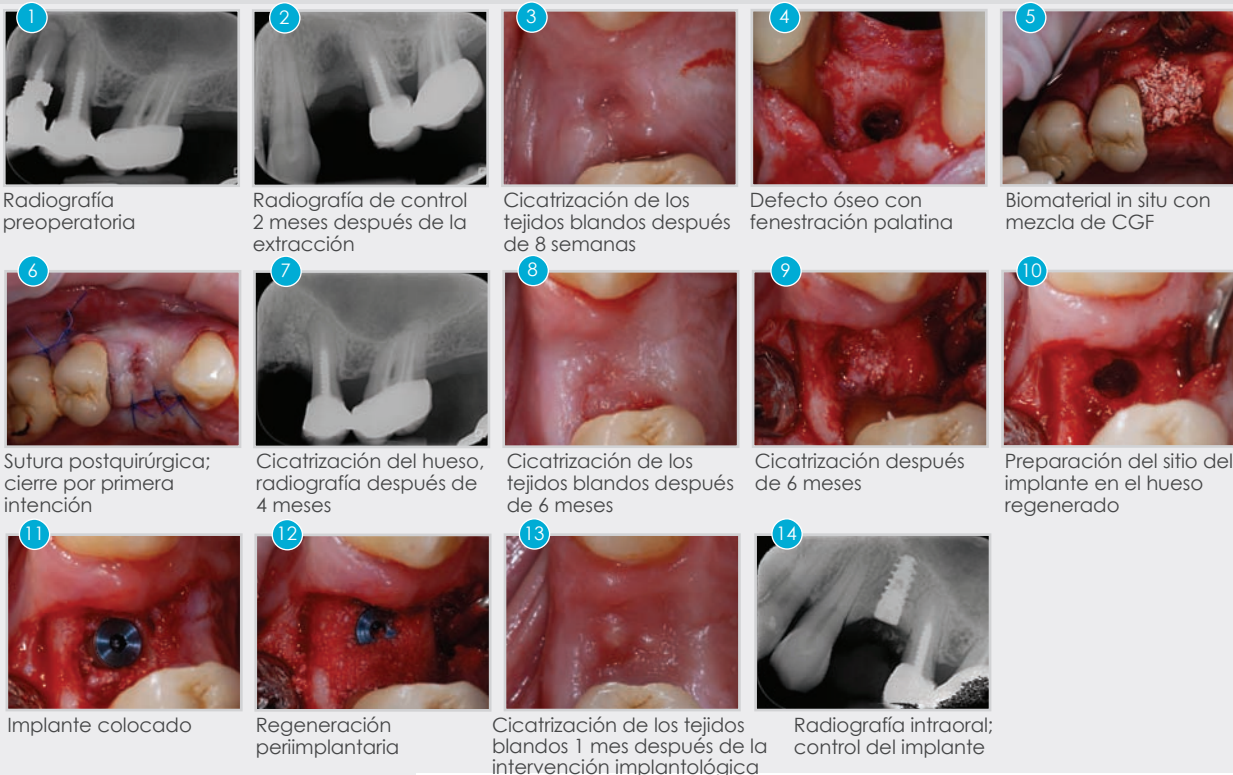 1
Radiografía
preoperatoria
2
Radiografía de control
2 meses después de la
extracción
3
Cicatrización de los
tejidos blandos después
de 8 semanas
4
Defecto óseo con
fenestración palatina
5
Biomaterial in situ con
mezcla de CGF
6
Sutura postquirúrgica;
cierre por primera
intención
7
Cicatrización del hueso,
radiografía después de
4 meses
8
Cicatrización de los
tejidos blandos después
de 6 meses
9
Cicatrización después
de 6 meses
10
Preparación del sitio del
implante en el hueso
regenerado
11
Implante colocado
12
Regeneración
periimplantaria
13
Cicatrización de los tejidos
blandos 1 mes después de la
intervención implantológica
14
Radiografía intraoral;
control del implante